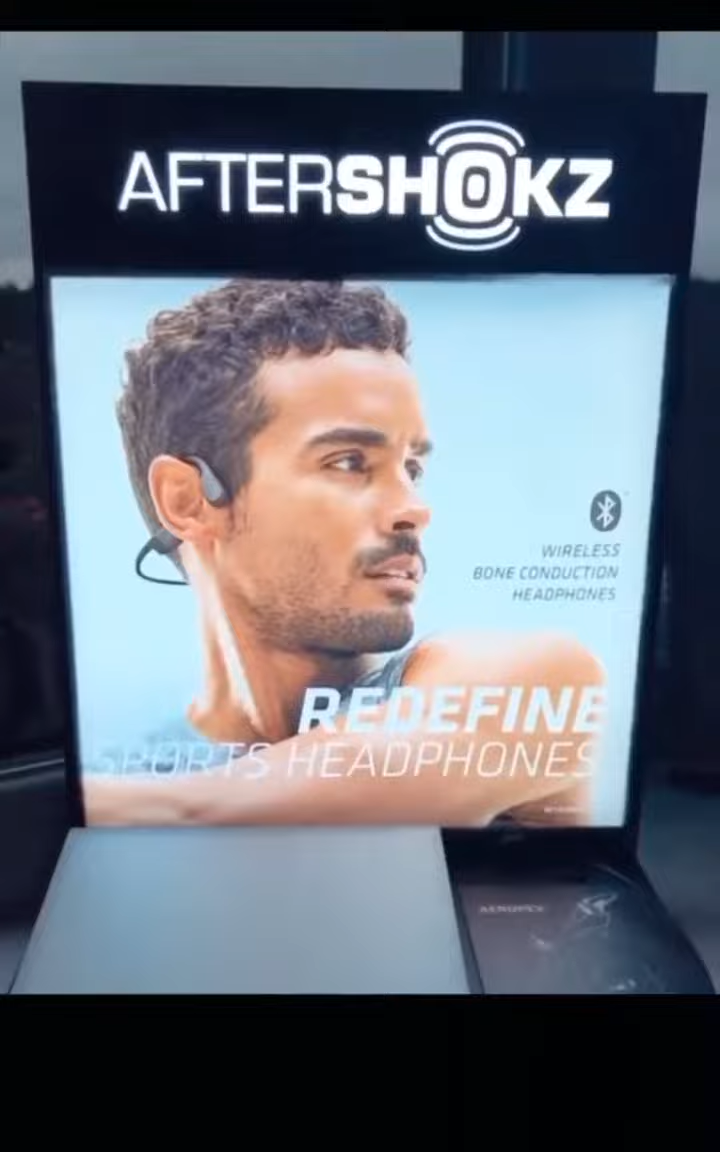 AFTERSHOKZ
WIRELESS
BONE CONDUCTION
HEADPHONES
REDEFINE
SPORTS HEADPHONES